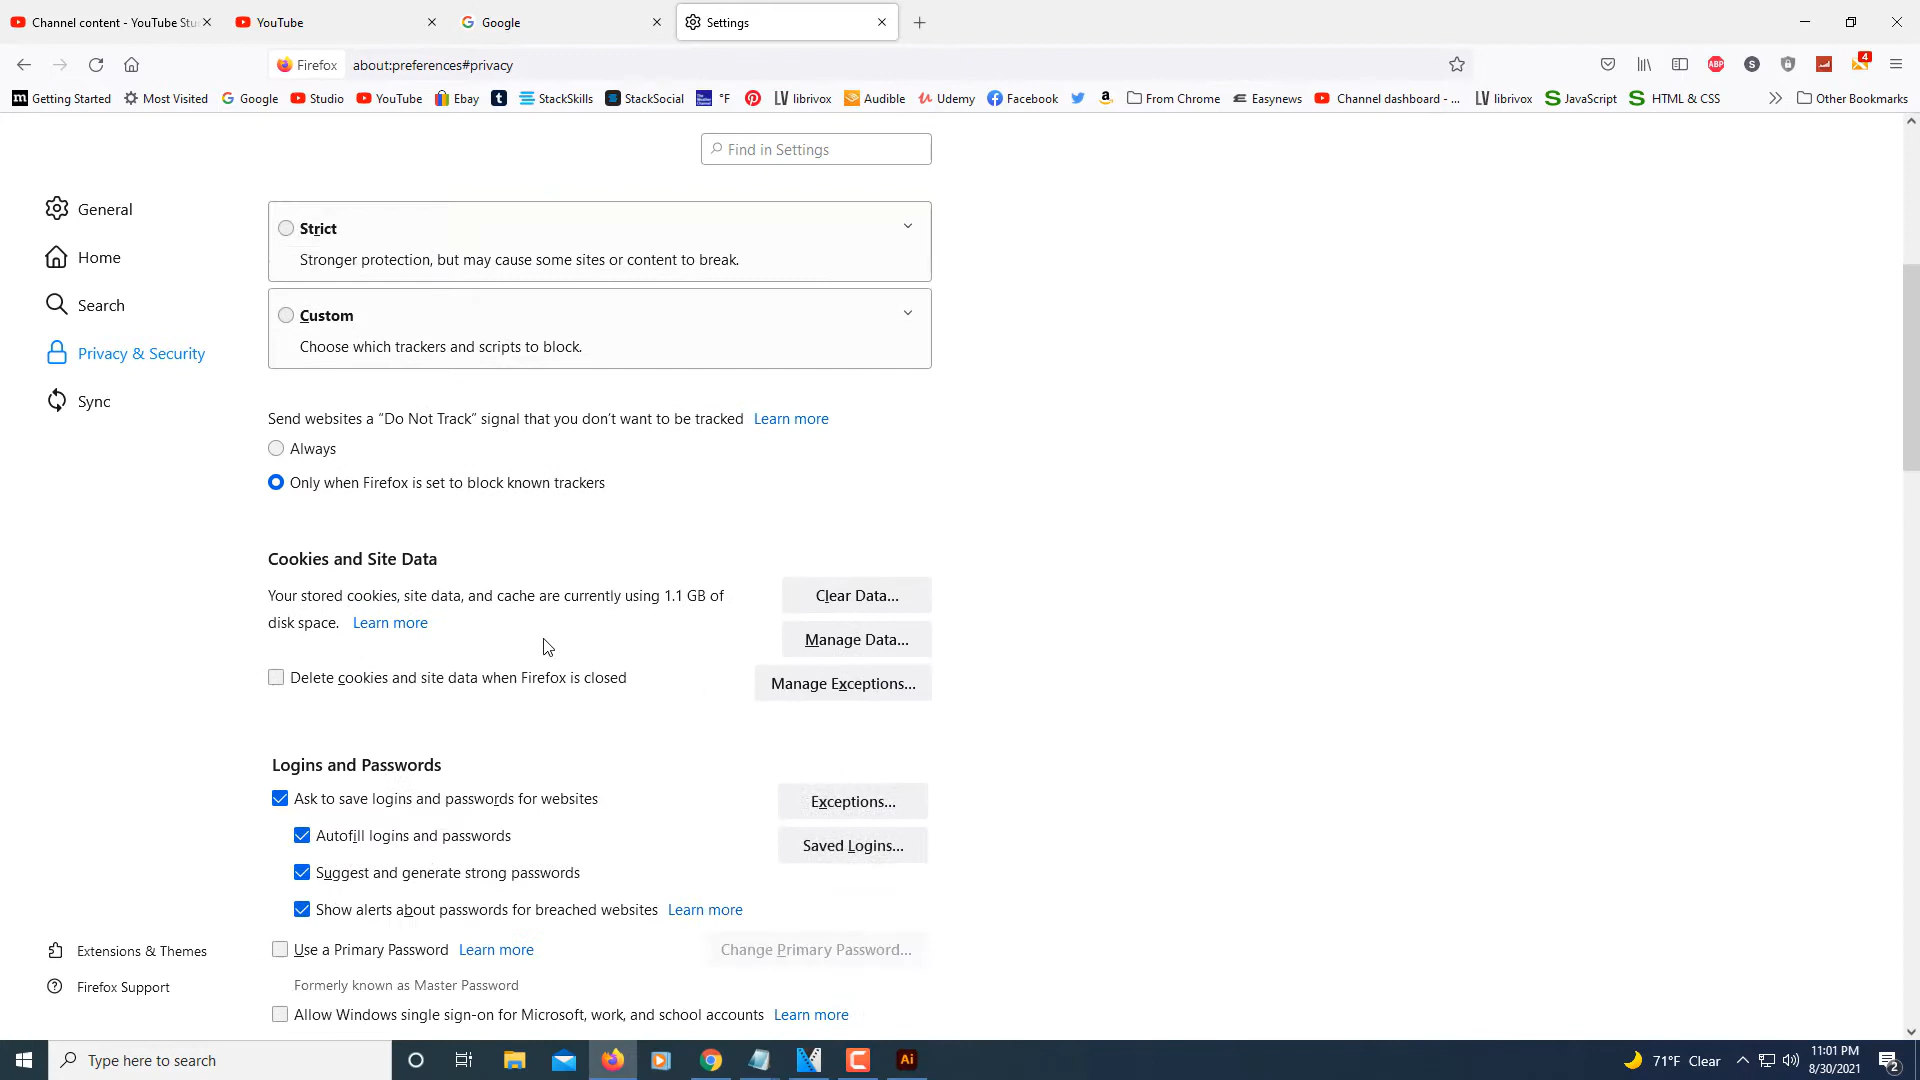 Channel content - YouTube Stu
YouTube
Google
Settings
Firefox
about:preferences#privacy
ABP
S
4
Getting Started
Most Visited
Google
Studio
YouTube
Ebay
StackSkills
StackSocial
°F
librivox
Audible
Udemy
Facebook
From Chrome
Easynews
Channel dashboard - ...
librivox
JavaScript
HTML & CSS
Other Bookmarks
Find in Settings
General
Home
Search
Privacy & Security
Sync
Strict
Stronger protection, but may cause some sites or content to break.
Custom
Choose which trackers and scripts to block.
Send websites a “Do Not Track” signal that you don’t want to be tracked Learn more
Always
Only when Firefox is set to block known trackers
Cookies and Site Data
Your stored cookies, site data, and cache are currently using 1.1 GB of
disk space. Learn more
Clear Data...
Manage Data...
Delete cookies and site data when Firefox is closed
Manage Exceptions...
Logins and Passwords
Ask to save logins and passwords for websites
Exceptions...
Autofill logins and passwords
Saved Logins...
Suggest and generate strong passwords
Show alerts about passwords for breached websites Learn more
Use a Primary Password Learn more
Change Primary Password...
Formerly known as Master Password
Allow Windows single sign-on for Microsoft, work, and school accounts Learn more
Extensions & Themes
Firefox Support
Type here to search
Ai
71°F Clear
11:01 PM
8/30/2021
2